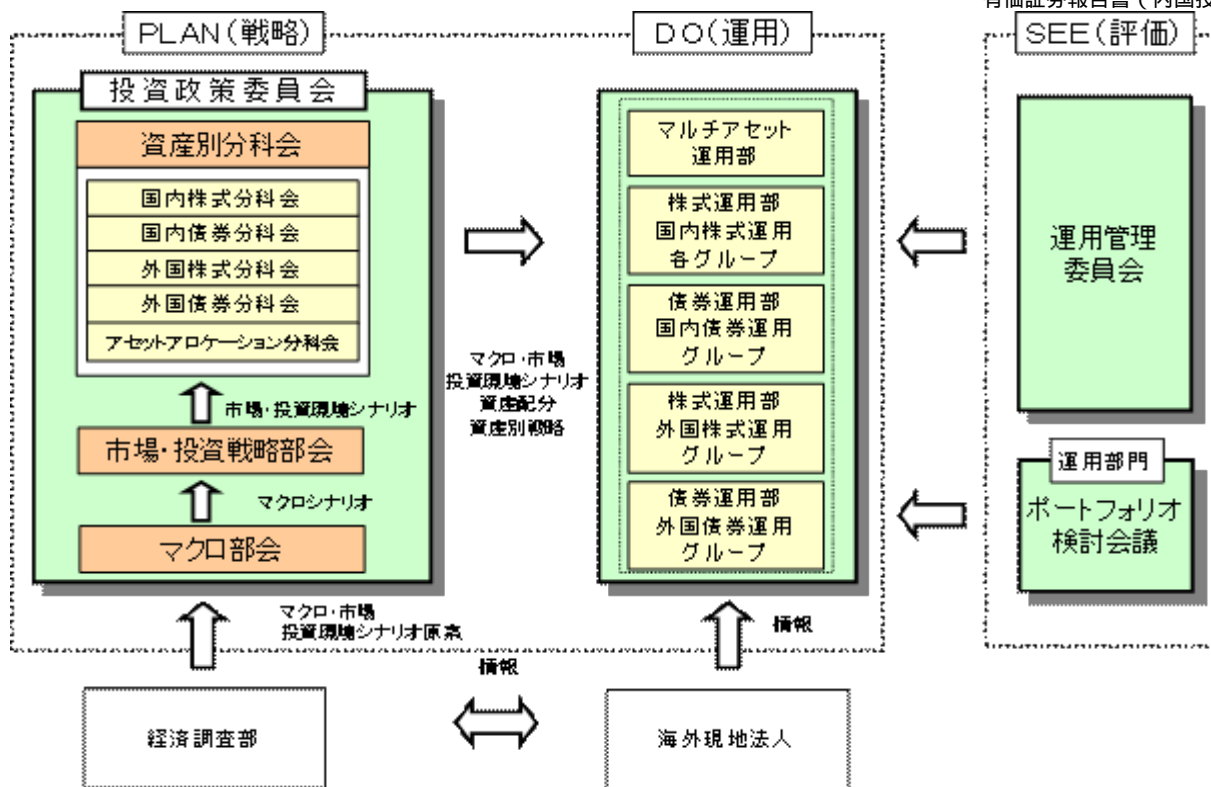 有価証券報告書(内国投
PLAN(戦略)
投資政策委員会
資産別分科会
国内株式分科会
国内債券分科会
外国株式分科会
外国債券分科会
アセットアロケーション分科会
市場・投資環境シナリオ
市場・投資戦略部会
マクロシナリオ
マクロ部会
マクロ・市場
投資環境シナリオ原案
経済調査部
マクロ・市場
投資環境シナリオ
資産配分
資産別戦略
情報
DO(運用)
マルチアセット
運用部
株式運用部
国内株式運用
各グループ
債券運用部
国内債券運用
グループ
株式運用部
外国株式運用
グループ
債券運用部
外国債券運用
グループ
情報
海外現地法人
SEE(評価)
運用管理
委員会
運用部門
ポートフォリオ
検討会議